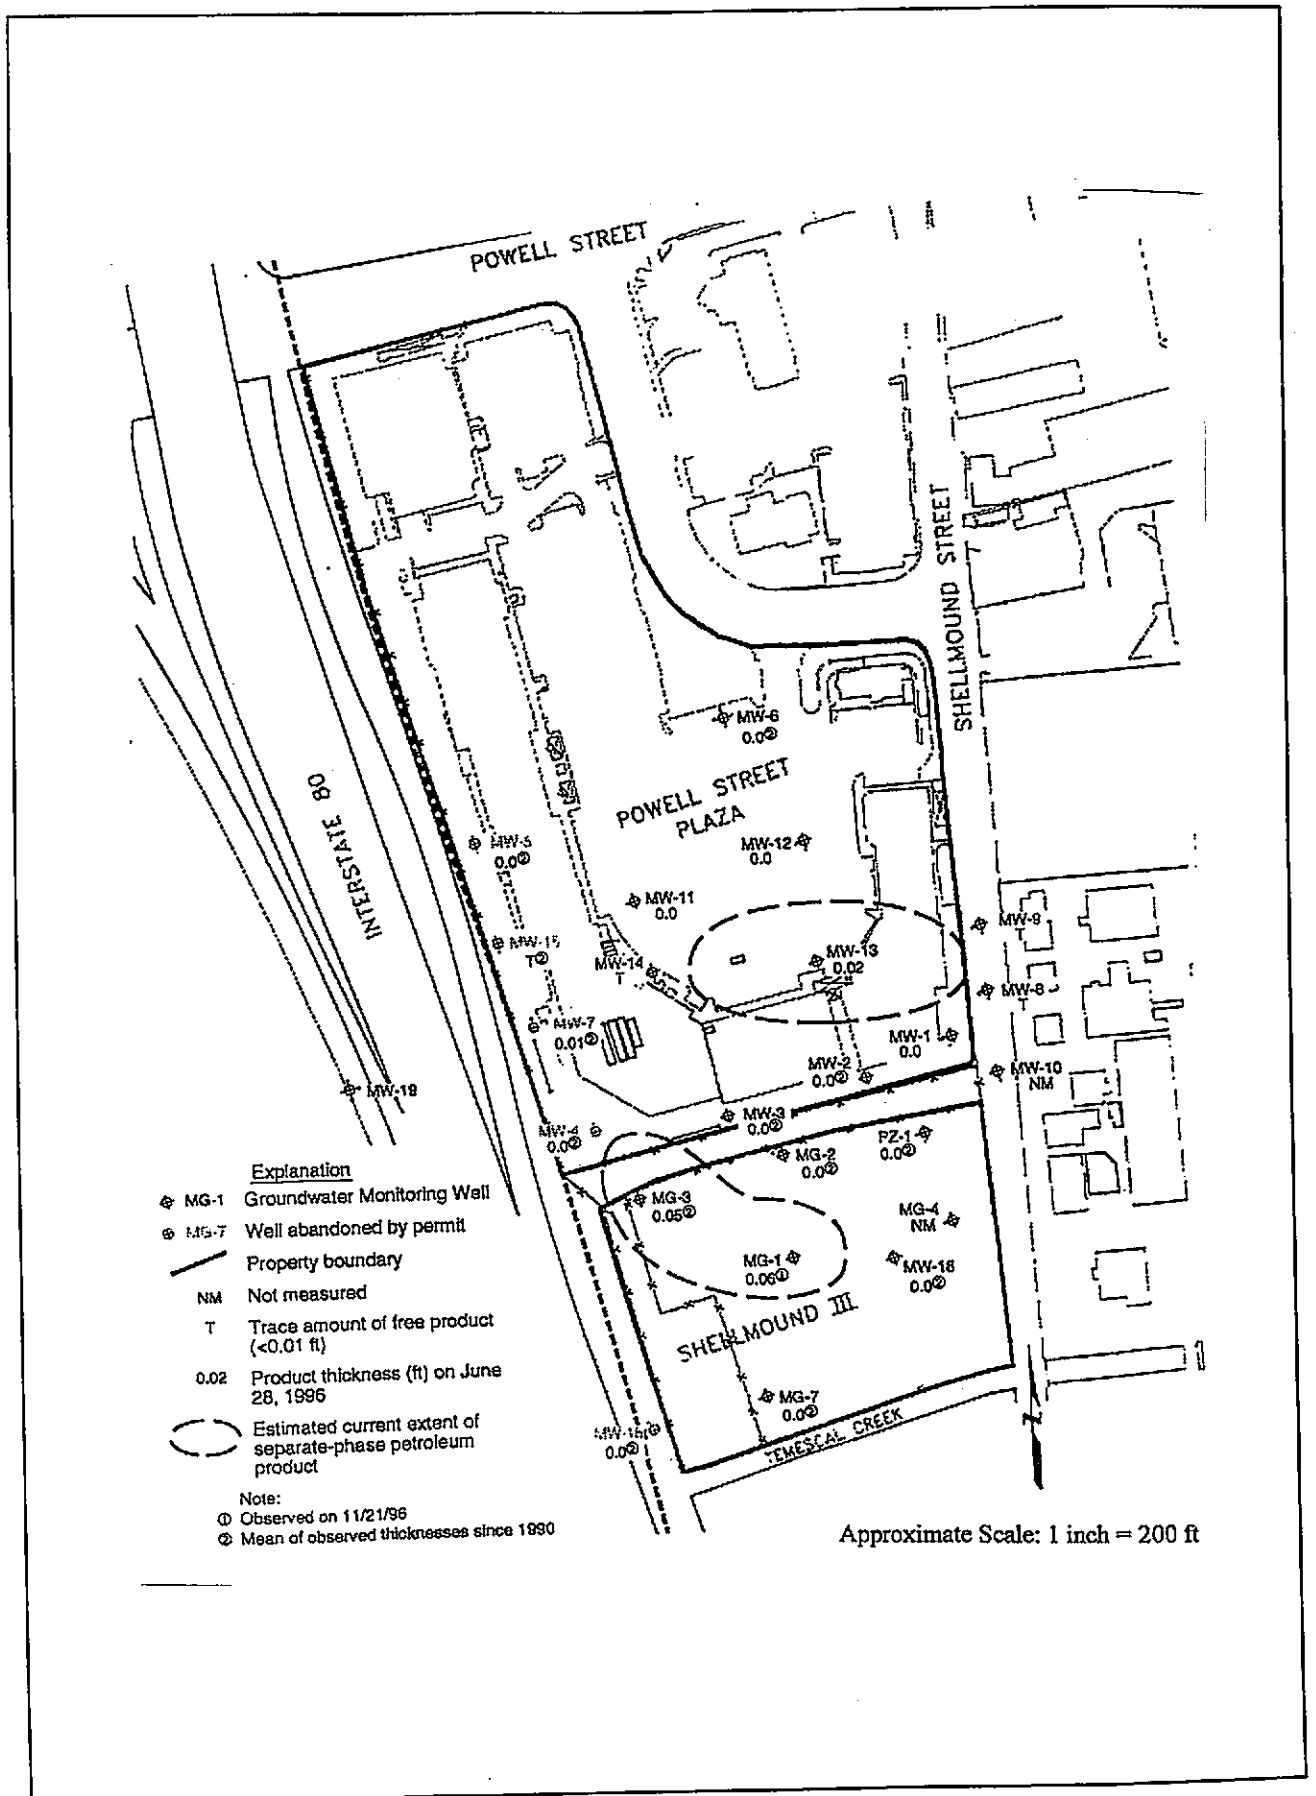 POWELL STREET
SHELLMOUND STREET
INTERSTATE 80
MW-6
0.0②
POWELL STREET
PLAZA
MW-5
0.0②
MW-12
0.0
MW-11
0.0
MW-9
T
MW-15
T②
MW-14
T
MW-13
0.02
MW-8
T
MW-7
0.01②
MW-1
0.0
MW-2
0.0②
MW-10
NM
MW-19
MW-3
0.0②
MW-4
0.0②
PZ-1
0.0②
MG-2
0.0②
MG-3
0.05②
MG-4
NM
MG-1
0.06①
MW-18
0.0②
SHELLMOUND III
MG-7
0.0②
0.0②
TEMESCAL CREEK
Explanation
MG-1 Groundwater Monitoring Well
MG-7 Well abandoned by permit
Property boundary
NM Not measured
T Trace amount of free product
(<0.01 ft)
0.02 Product thickness (ft) on June
28, 1996
Estimated current extent of
separate-phase petroleum
product
Note:
① Observed on 11/21/96
② Mean of observed thicknesses since 1990
Approximate Scale: 1 inch = 200 ft